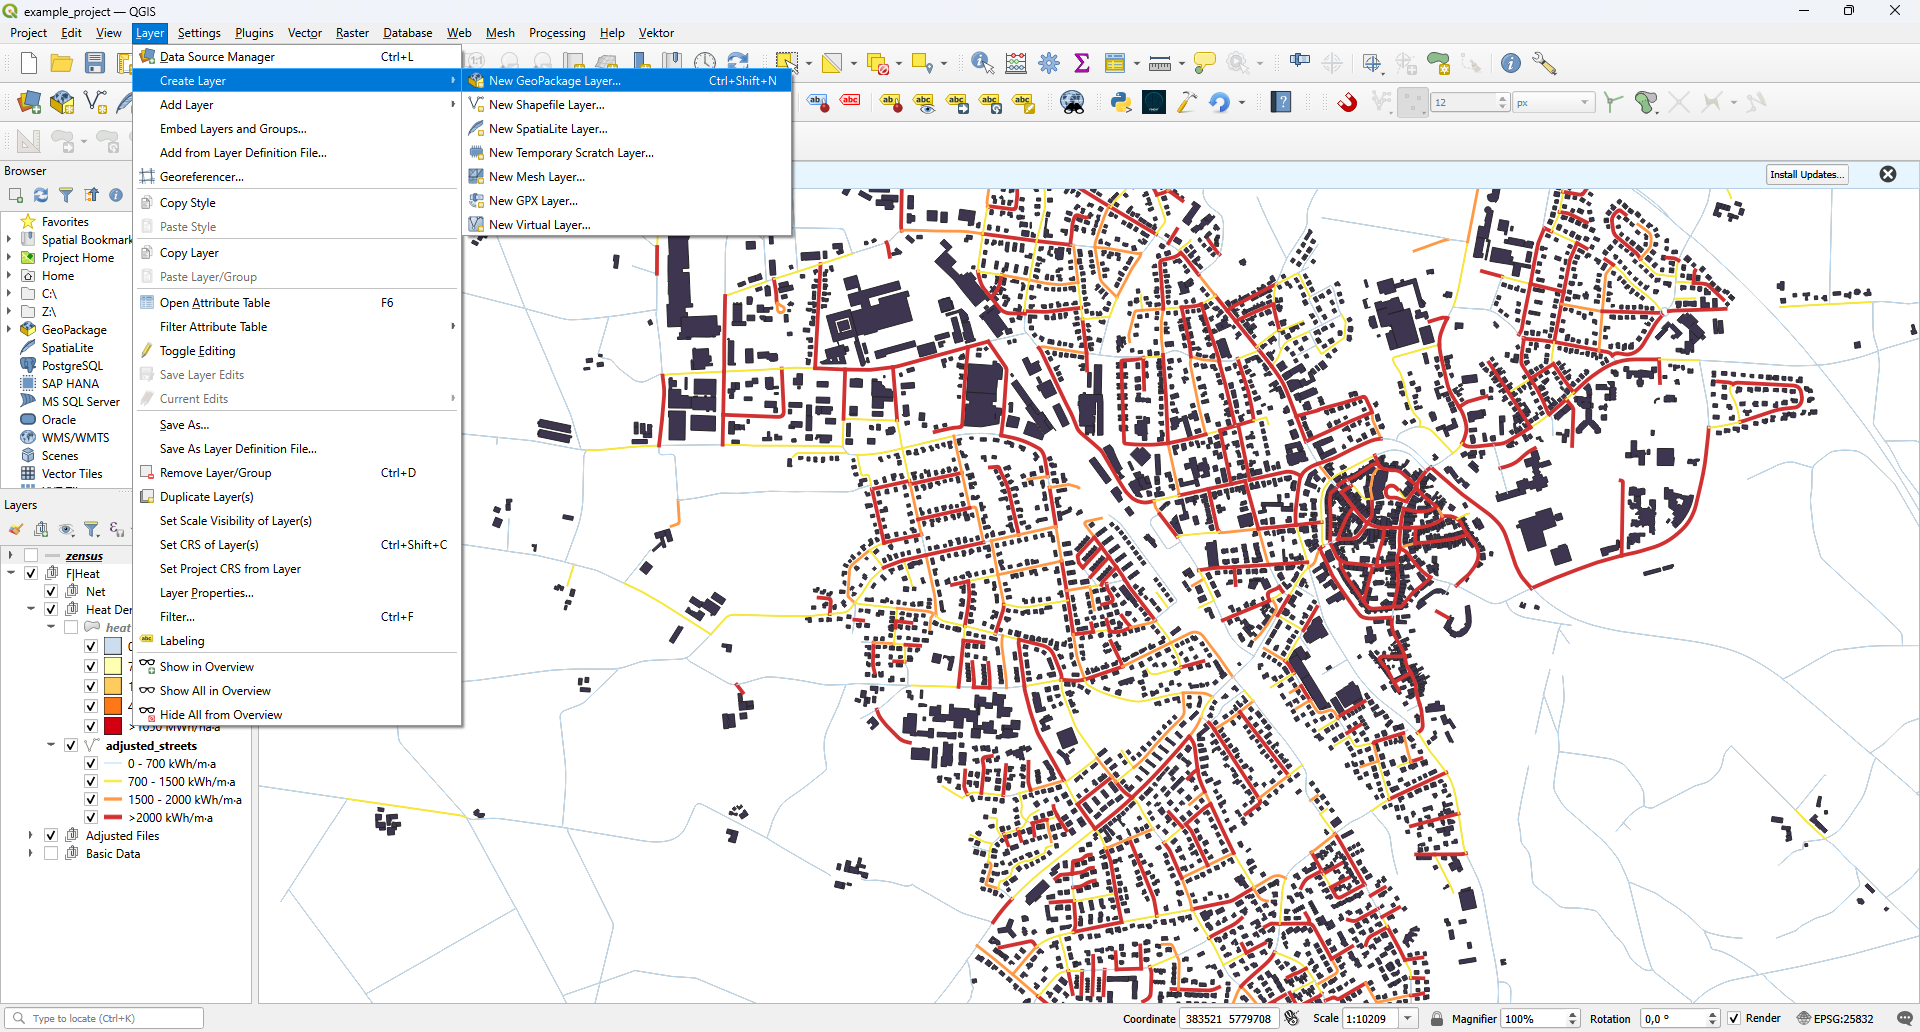 example_project — QGIS
Project Edit View Layer Settings Plugins Vector Raster Database Web Mesh Processing Help Vektor
Data Source Manager Ctrl+L
Create Layer
Add Layer
Embed Layers and Groups...
Add from Layer Definition File...
Georeferencer...
Copy Style
Paste Style
Copy Layer
Paste Layer/Group
Open Attribute Table F6
Filter Attribute Table
Toggle Editing
Save Layer Edits
Current Edits
Save As...
Save As Layer Definition File...
Remove Layer/Group Ctrl+D
Duplicate Layer(s)
Set Scale Visibility of Layer(s)
Set CRS of Layer(s) Ctrl+Shift+C
Set Project CRS from Layer
Layer Properties...
Filter... Ctrl+F
abc Labeling
Show in Overview
Show All in Overview
Hide All from Overview
New GeoPackage Layer... Ctrl+Shift+N
New Shapefile Layer...
New SpatiaLite Layer...
New Temporary Scratch Layer...
New Mesh Layer...
New GPX Layer...
New Virtual Layer...
12 px
Install Updates...
Browser
Favorites
Spatial Bookmark
Project Home
Home
C:\
Z:\
GeoPackage
SpatiaLite
PostgreSQL
SAP HANA
MS SQL Server
Oracle
WMS/WMTS
Scenes
Vector Tiles
Layers
zensus
F|Heat
Net
Heat Der
heat
>1050 MWh/ha·a
adjusted_streets
0 - 700 kWh/m·a
700 - 1500 kWh/m·a
1500 - 2000 kWh/m·a
>2000 kWh/m·a
Adjusted Files
Basic Data
Type to locate (Ctrl+K)
Coordinate 383521 5779708 Scale 1:10209 Magnifier 100% Rotation 0,0 ° Render EPSG:25832